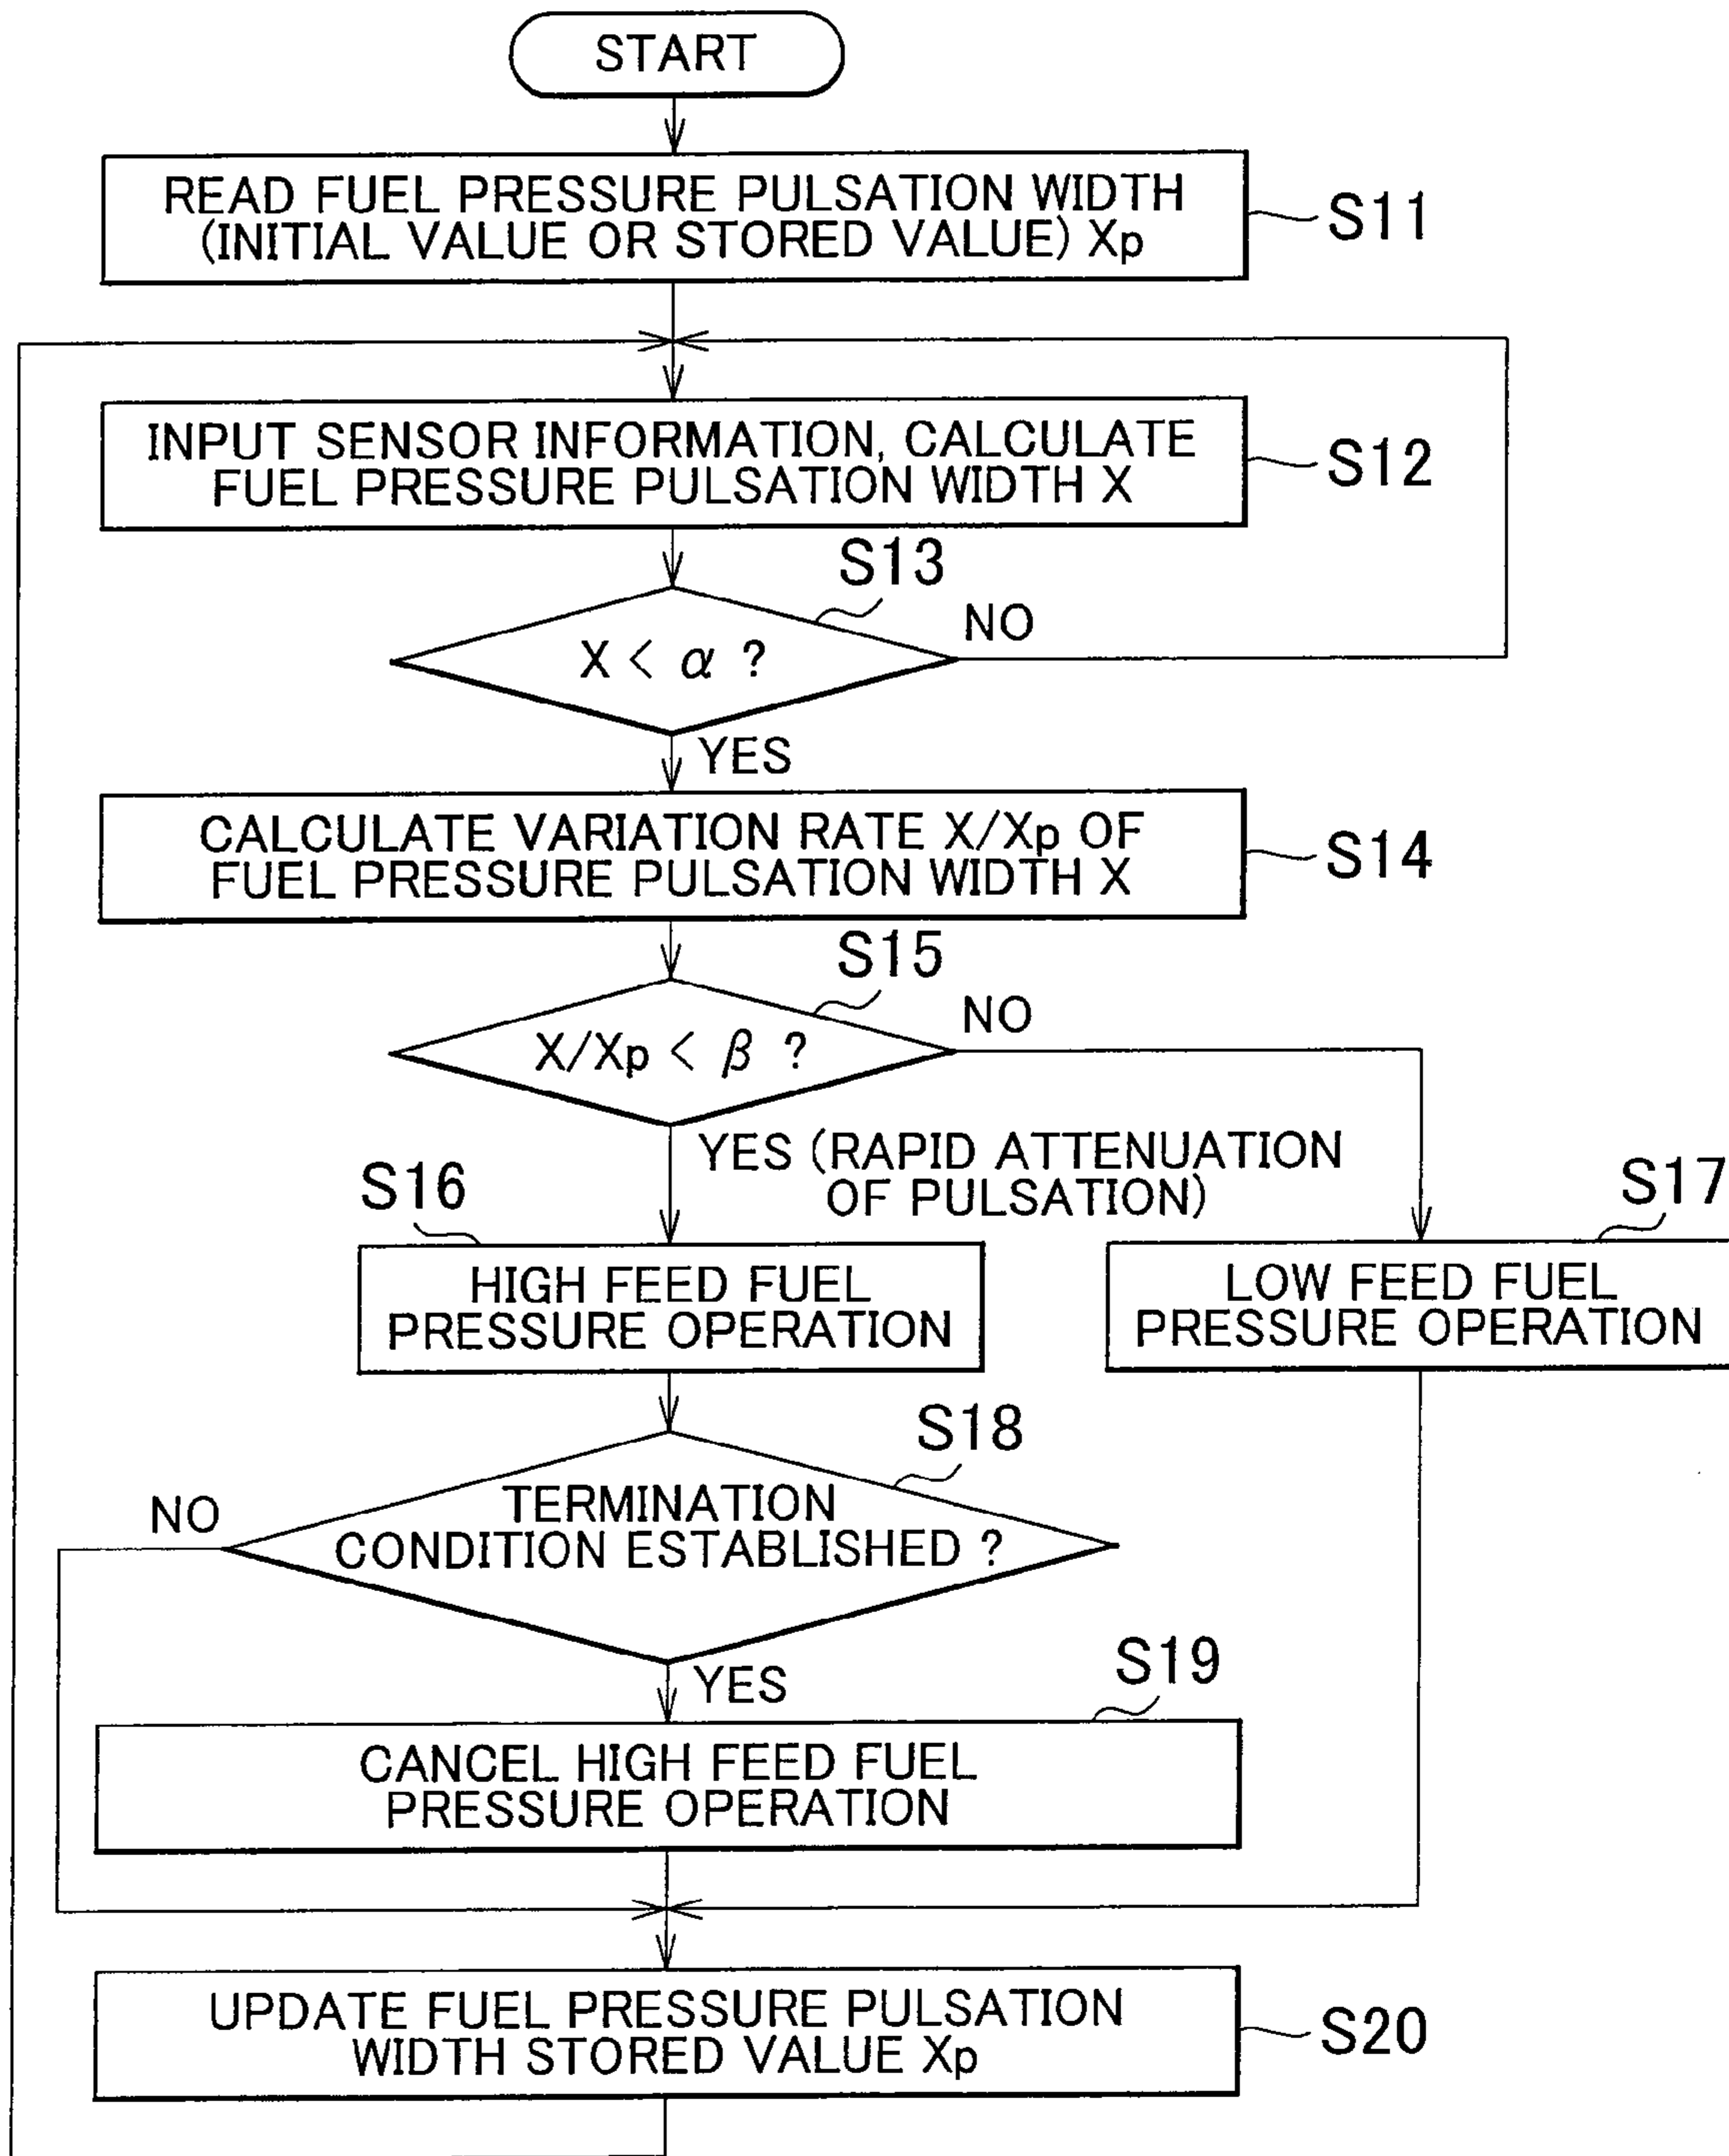 START
READ FUEL PRESSURE PULSATION WIDTH
(INITIAL VALUE OR STORED VALUE) Xp
S11
INPUT SENSOR INFORMATION, CALCULATE
FUEL PRESSURE PULSATION WIDTH X
S12
S13
NO
X < α ?
YES
CALCULATE VARIATION RATE X/Xp OF
FUEL PRESSURE PULSATION WIDTH X
S14
S15
NO
X/Xp < β ?
YES (RAPID ATTENUATION
OF PULSATION)
S16
S17
HIGH FEED FUEL
PRESSURE OPERATION
LOW FEED FUEL
PRESSURE OPERATION
S18
NO
TERMINATION
CONDITION ESTABLISHED ?
YES
S19
CANCEL HIGH FEED FUEL
PRESSURE OPERATION
UPDATE FUEL PRESSURE PULSATION
WIDTH STORED VALUE Xp
S20